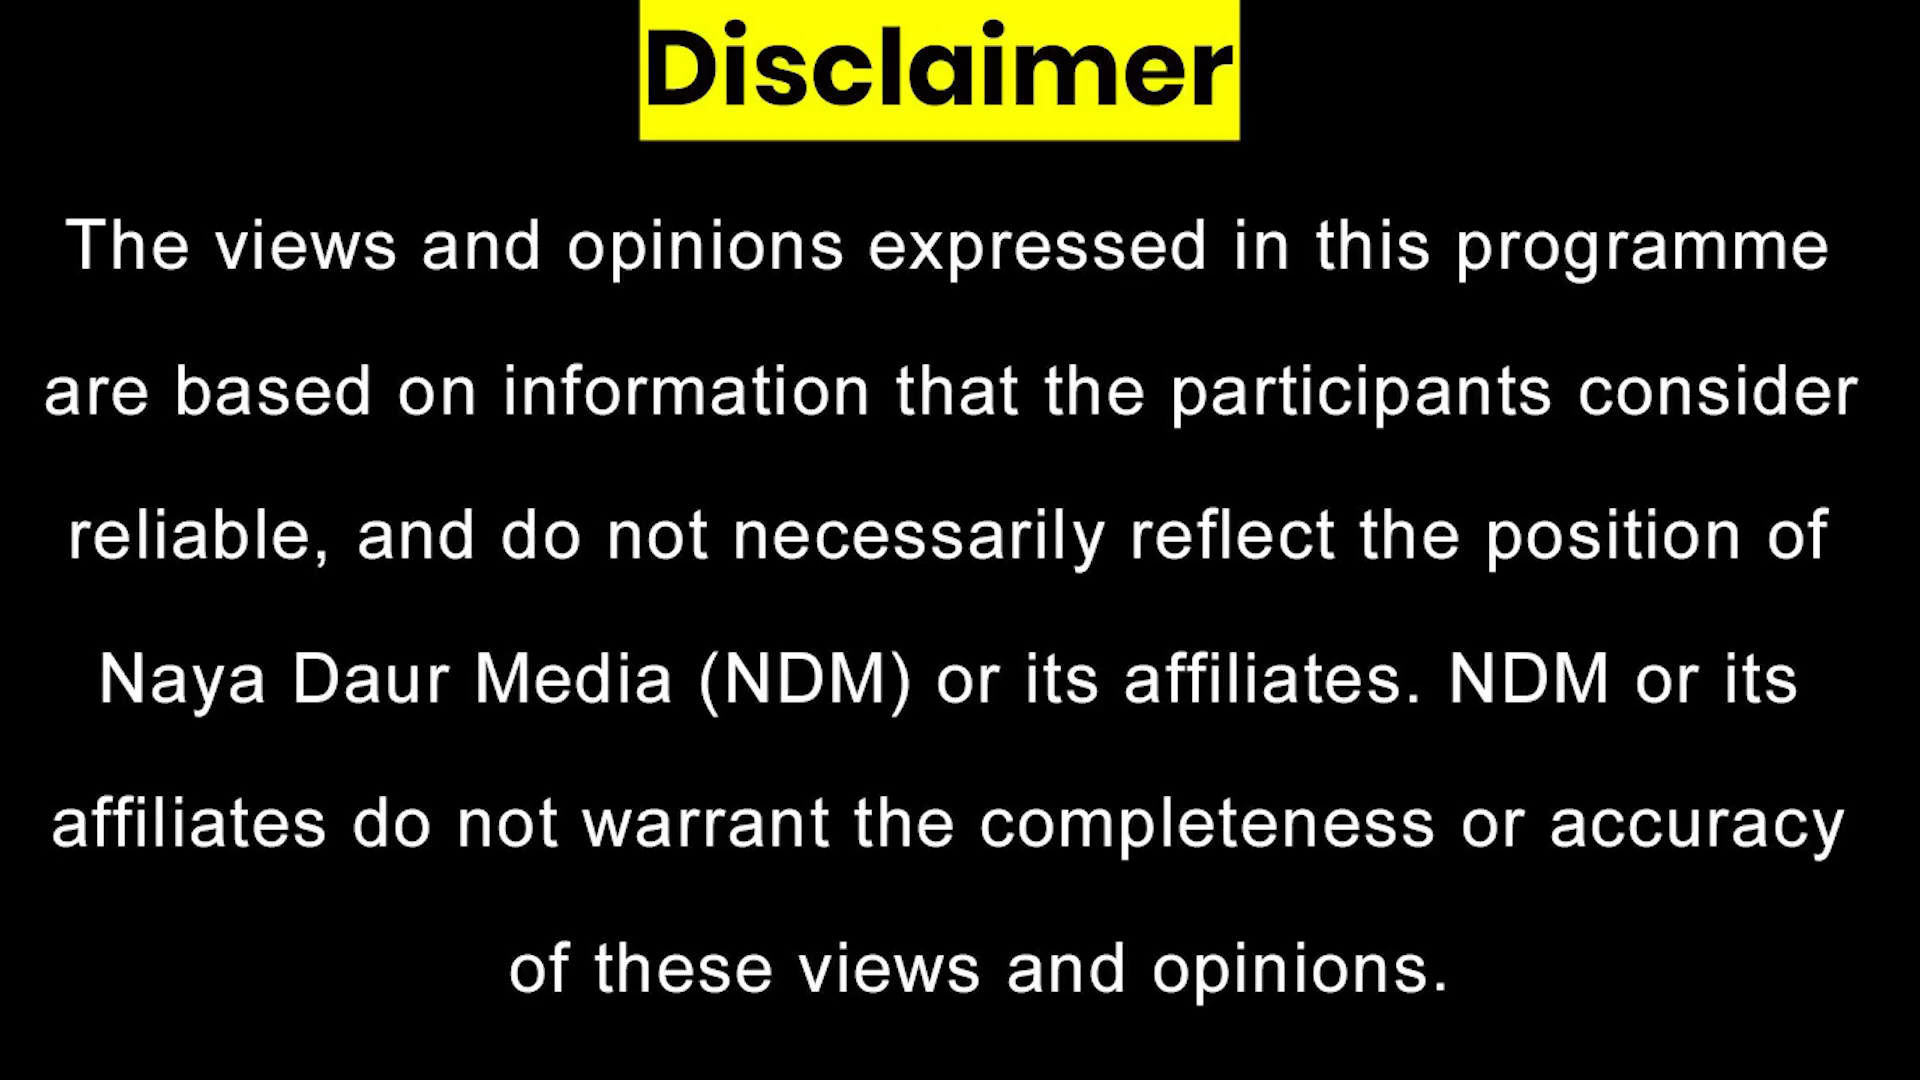 Disclaimer
The views and opinions expressed in this programme
are based on information that the participants consider
reliable, and do not necessarily reflect the position of
Naya Daur Media (NDM) or its affiliates. NDM or its
affiliates do not warrant the completeness or accuracy
of these views and opinions.